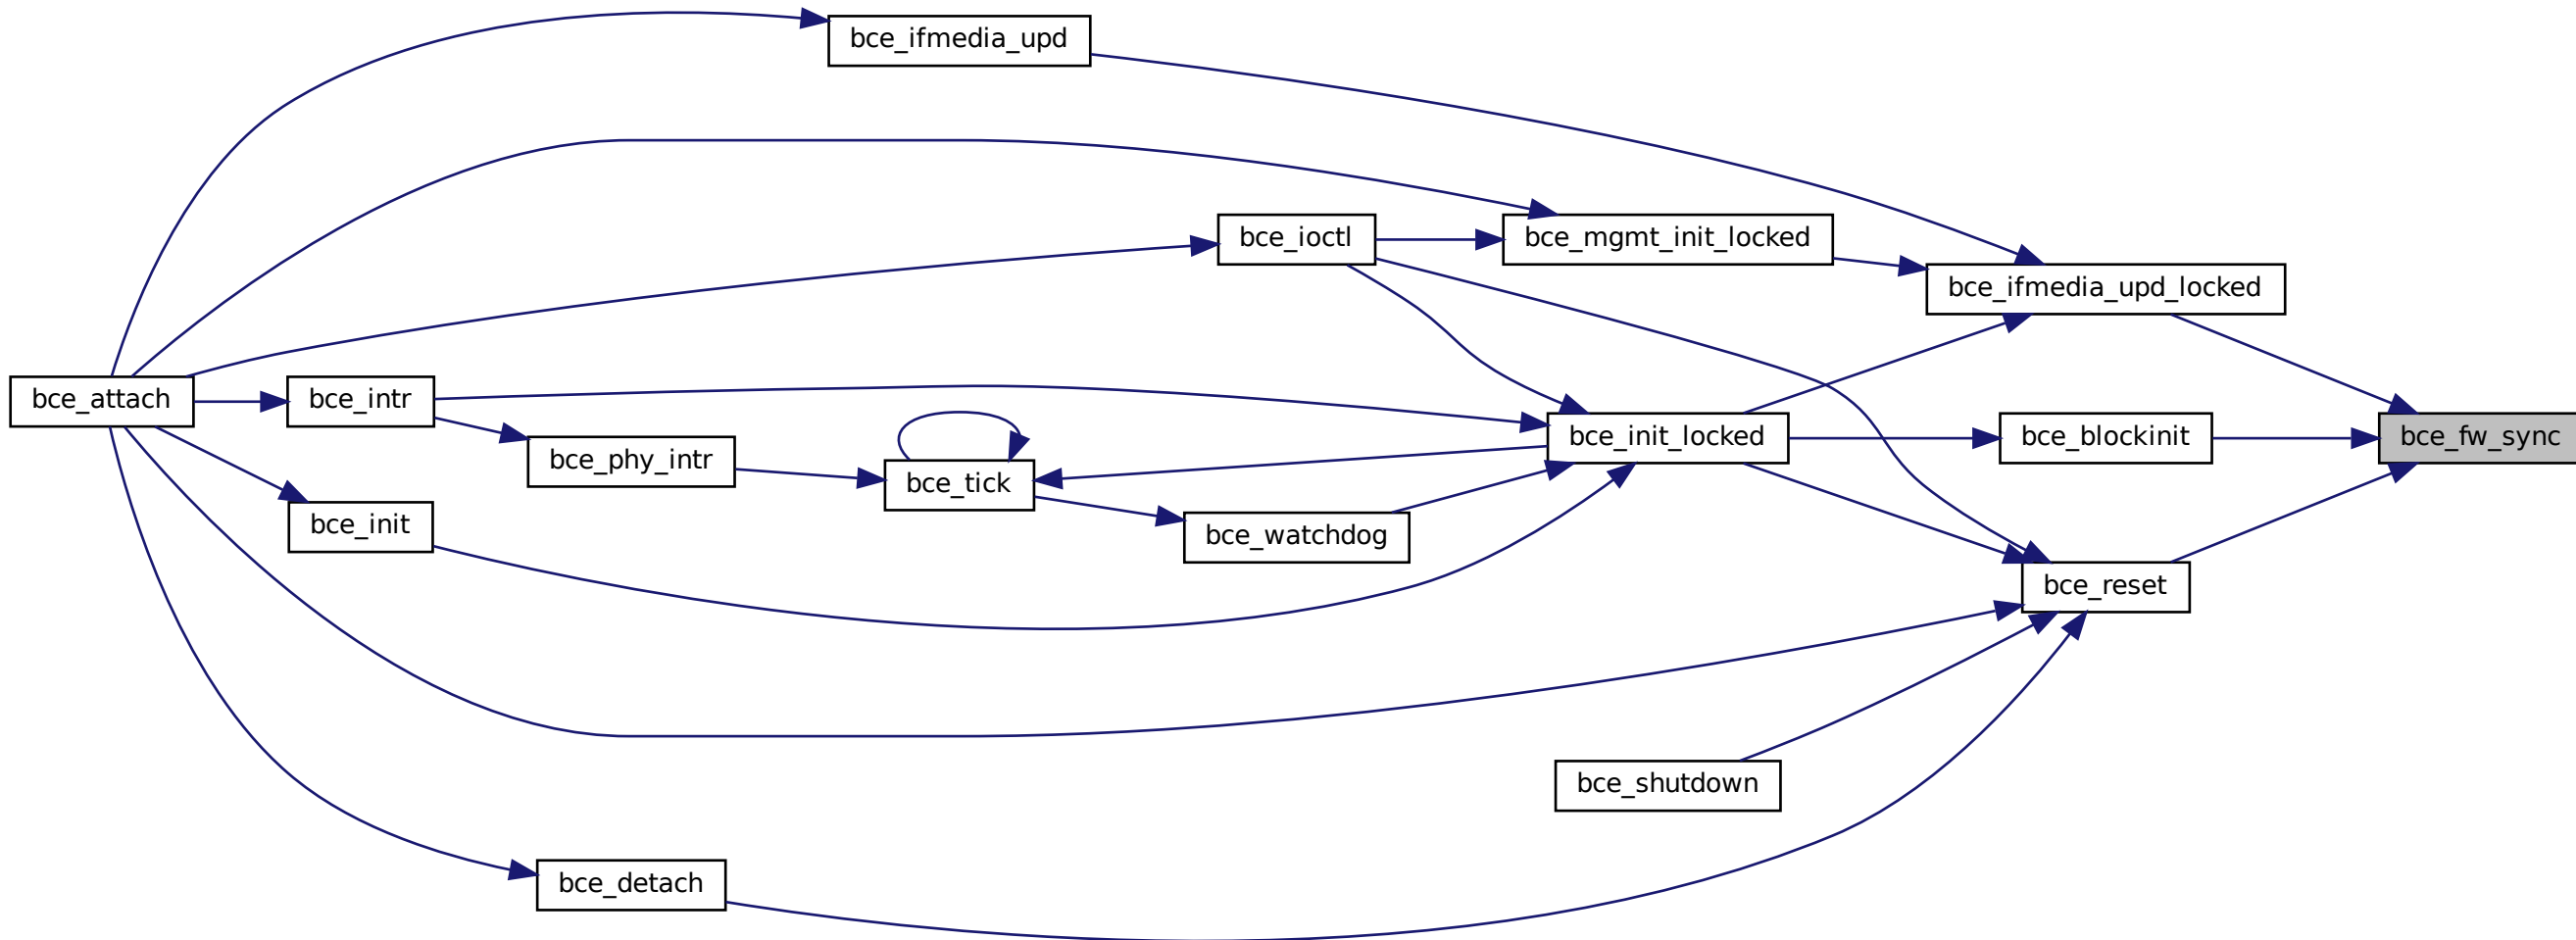 bce_ifmedia_upd
bce_ioctl
bce_mgmt_init_locked
bce_ifmedia_upd_locked
bce_attach
bce_intr
bce_phy_intr
bce_tick
bce_init_locked
bce_blockinit
bce_fw_sync
bce_init
bce_watchdog
bce_reset
bce_shutdown
bce_detach